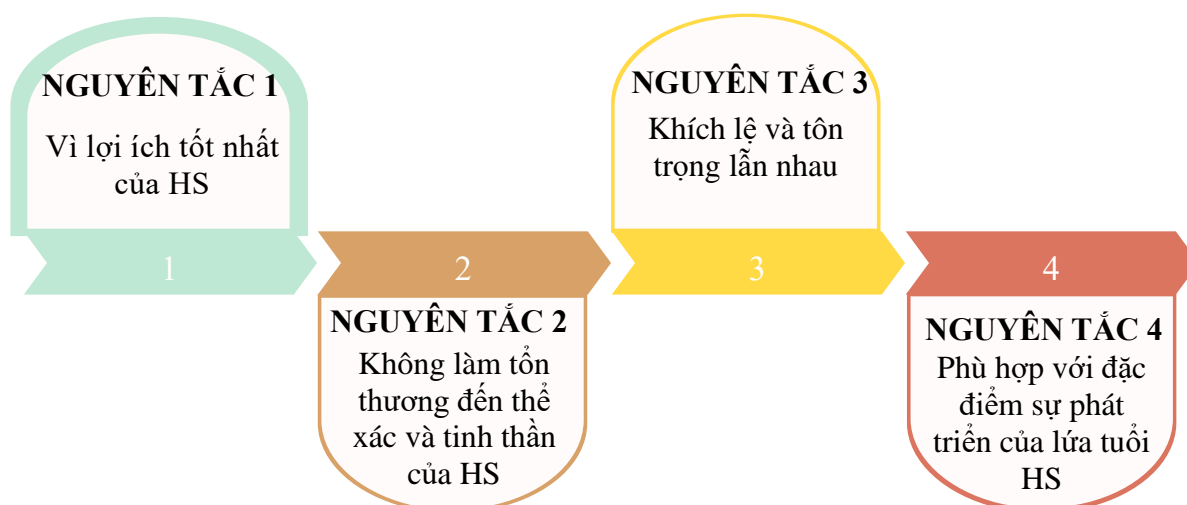 NGUYÊN TẮC 1
Vì lợi ích tốt nhất
của HS
1
2
NGUYÊN TẮC 2
Không làm tổn
thương đến thể
xác và tinh thần
của HS
NGUYÊN TẮC 3
Khích lệ và tôn
trọng lẫn nhau
3
4
NGUYÊN TẮC 4
Phù hợp với đặc
điểm sự phát
triển của lứa tuổi
HS